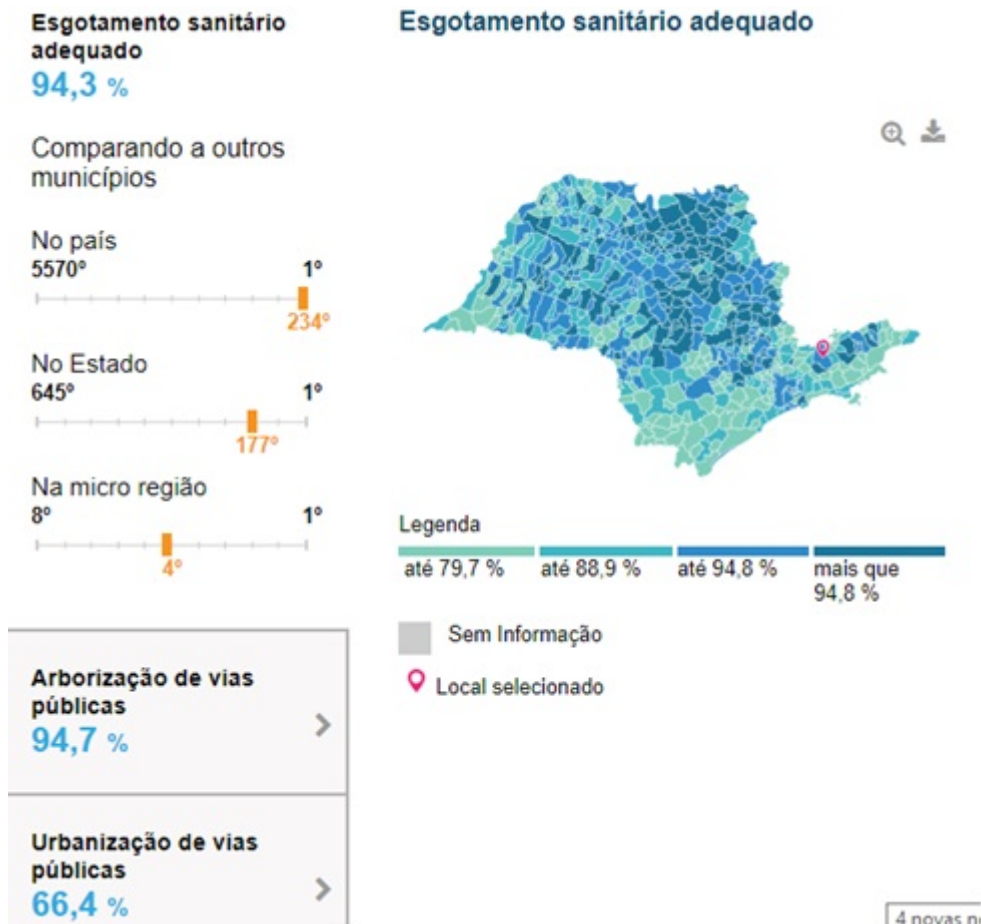 Esgotamento sanitário
adequado
94,3 %
Comparando a outros
municípios
No país
5570º 1º
234º
No Estado
645º 1º
177º
Na micro região
8º 1º
4º
Arborização de vias
públicas
94,7 %
Urbanização de vias
públicas
66,4 %
Esgotamento sanitário adequado
Legenda
até 79,7 % até 88,9 % até 94,8 % mais que
94,8 %
Sem Informação
Local selecionado
4 novas